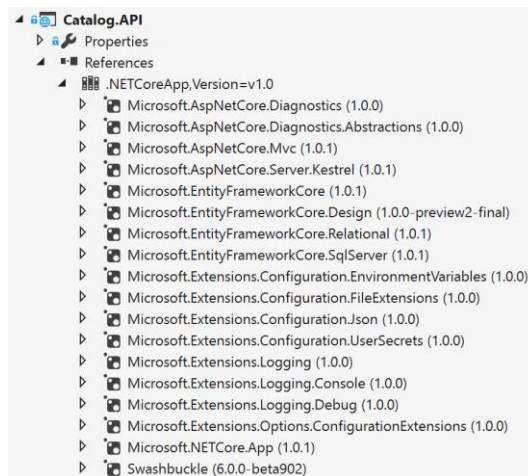 Catalog.API
Properties
References
.NETCoreApp,Version=v1.0
Microsoft.AspNetCore.Diagnostics (1.0.0)
Microsoft.AspNetCore.Diagnostics.Abstractions (1.0.0)
Microsoft.AspNetCore.Mvc (1.0.1)
Microsoft.AspNetCore.Server.Kestrel (1.0.1)
Microsoft.EntityFrameworkCore (1.0.1)
Microsoft.EntityFrameworkCore.Design (1.0.0-preview2-final)
Microsoft.EntityFrameworkCore.Relational (1.0.1)
Microsoft.EntityFrameworkCore.SqlServer (1.0.1)
Microsoft.Extensions.Configuration.EnvironmentVariables (1.0.0)
Microsoft.Extensions.Configuration.FileExtensions (1.0.0)
Microsoft.Extensions.Configuration.Json (1.0.0)
Microsoft.Extensions.Configuration.UserSecrets (1.0.0)
Microsoft.Extensions.Logging (1.0.0)
Microsoft.Extensions.Logging.Console (1.0.0)
Microsoft.Extensions.Logging.Debug (1.0.0)
Microsoft.Extensions.Options.ConfigurationExtensions (1.0.0)
Microsoft.NETCore.App (1.0.1)
Swashbuckle (6.0.0-beta902)